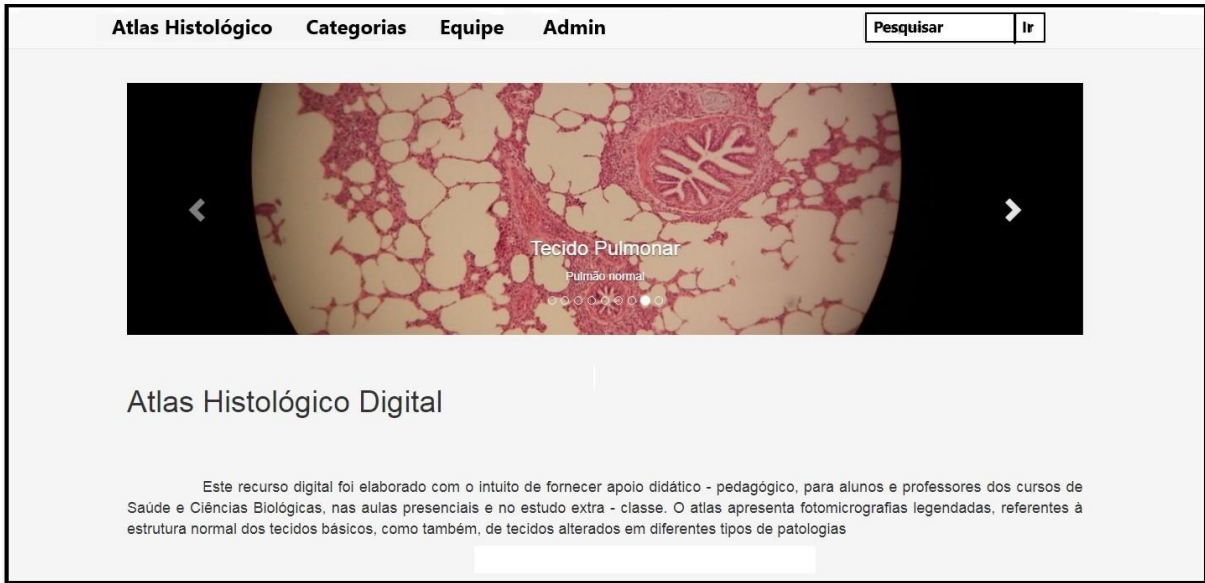 Atlas Histológico Categorias Equipe Admin Pesquisar Ir
Tecido Pulmonar
Pulmão normal
Atlas Histológico Digital
Este recurso digital foi elaborado com o intuito de fornecer apoio didático - pedagógico, para alunos e professores dos cursos de
Saúde e Ciências Biológicas, nas aulas presenciais e no estudo extra - classe. O atlas apresenta fotomicrografias legendadas, referentes à
estrutura normal dos tecidos básicos, como também, de tecidos alterados em diferentes tipos de patologias